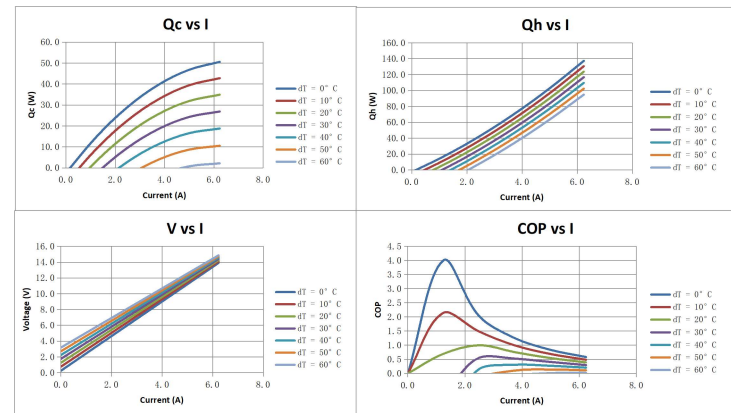 Qc vs I
60. 0
50. 0
40. 0
30. 0
20. 0
10. 0
0. 0
Qc (W)
0. 0 2. 0 4. 0 6. 0 8. 0
Current (A)
dT = 0° C
dT = 10° C
dT = 20° C
dT = 30° C
dT = 40° C
dT = 50° C
dT = 60° C
Qh vs I
160. 0
140. 0
120. 0
100. 0
80. 0
60. 0
40. 0
20. 0
0. 0
Qh (W)
0. 0 2. 0 4. 0 6. 0 8. 0
Current (A)
dT = 0° C
dT = 10° C
dT = 20° C
dT = 30° C
dT = 40° C
dT = 50° C
dT = 60° C
V vs I
16. 0
14. 0
12. 0
10. 0
8. 0
6. 0
4. 0
2. 0
0. 0
Voltage (V)
0. 0 2. 0 4. 0 6. 0 8. 0
Current (A)
dT = 0° C
dT = 10° C
dT = 20° C
dT = 30° C
dT = 40° C
dT = 50° C
dT = 60° C
COP vs I
4. 5
4. 0
3. 5
3. 0
2. 5
2. 0
1. 5
1. 0
0. 5
0. 0
COP
0. 0 2. 0 4. 0 6. 0 8. 0
Current (A)
dT = 0° C
dT = 10° C
dT = 20° C
dT = 30° C
dT = 40° C
dT = 50° C
dT = 60° C